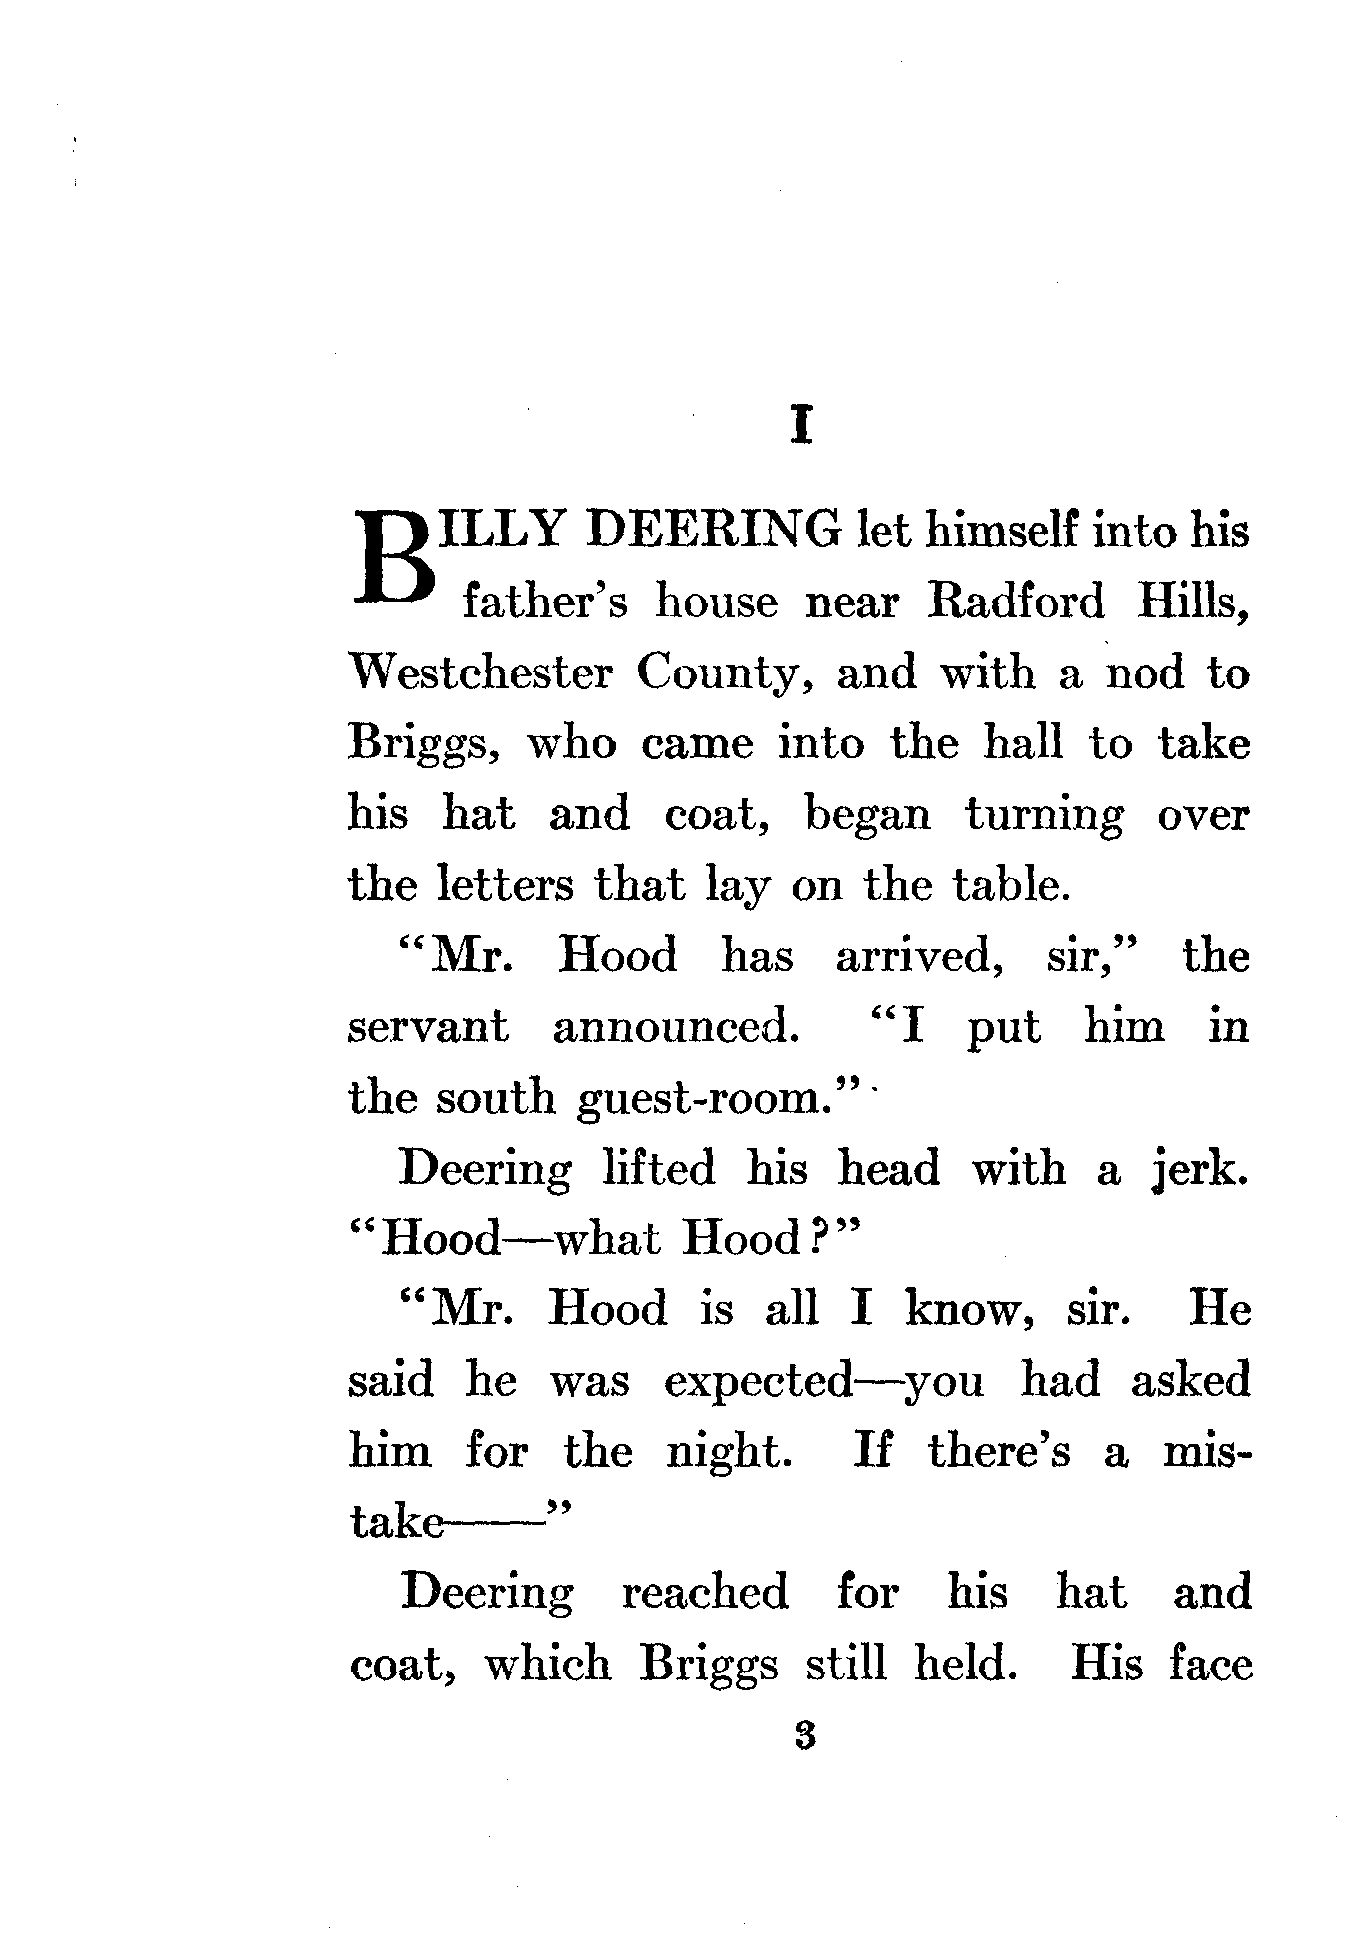 I
BILLY DEERING let himself into his
father's house near Radford Hills,
Westchester County, and with a nod to
Briggs, who came into the hall to take
his hat and coat, began turning over
the letters that lay on the table.
"Mr. Hood has arrived, sir," the
servant announced. "I put him in
the south guest-room."
Deering lifted his head with a jerk.
"Hood—what Hood?"
"Mr. Hood is all I know, sir. He
said he was expected—you had asked
him for the night. If there's a mis-
take——"
Deering reached for his hat and
coat, which Briggs still held. His face
3